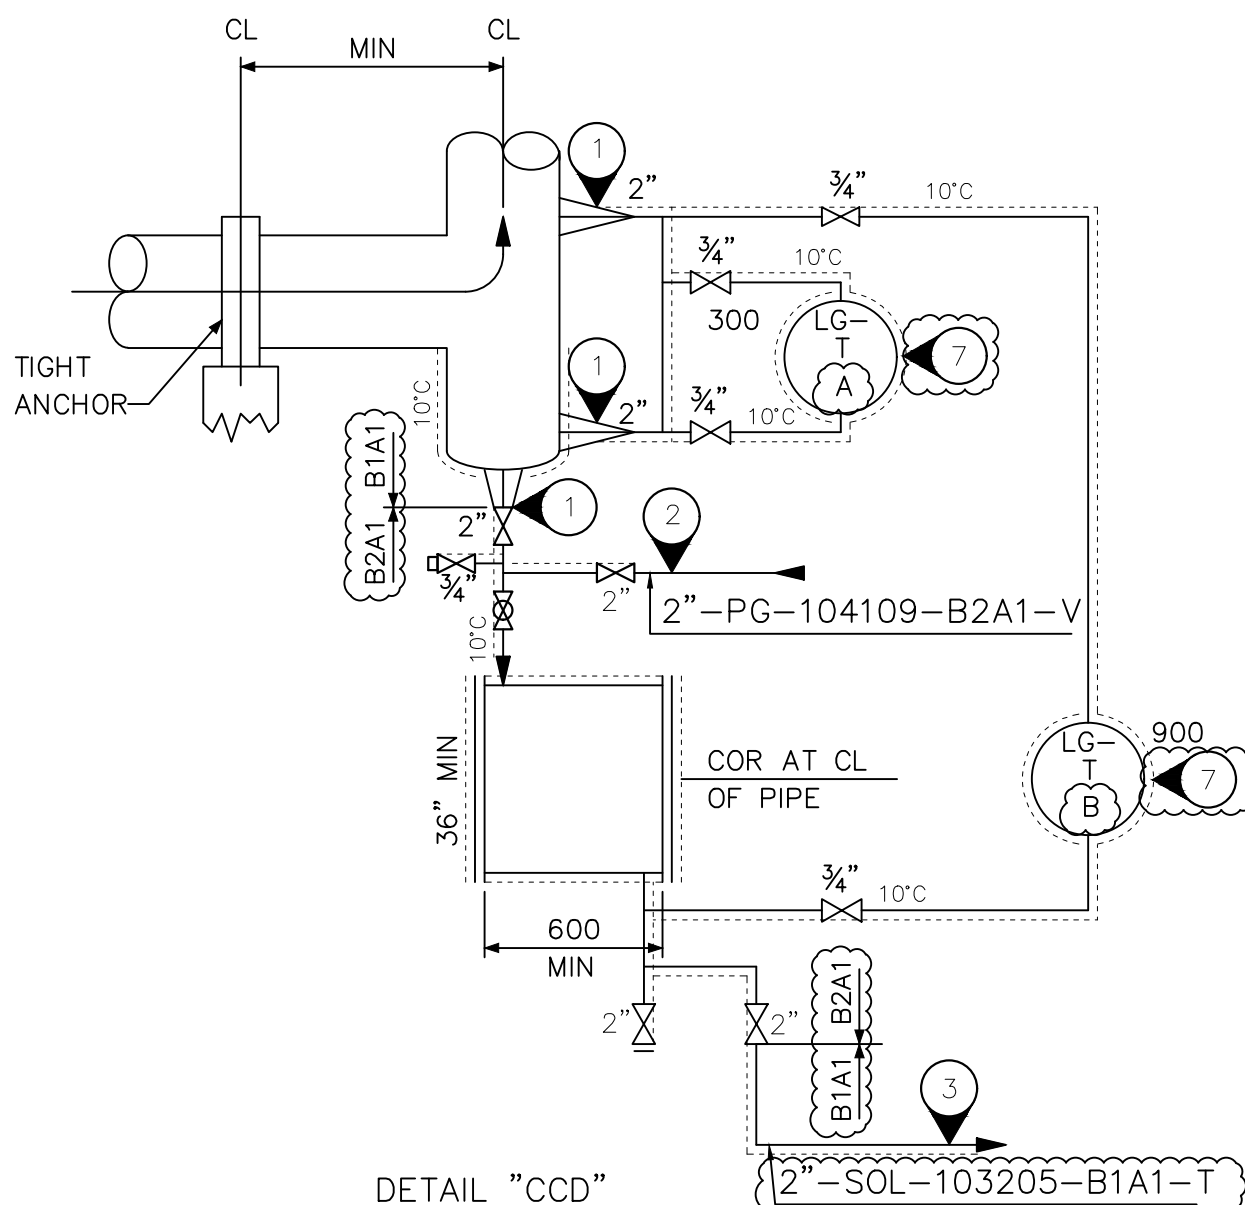 CL
CL
MIN
1
2”
¾”
10°C
¾”
10°C
300
LG-
T
A
7
TIGHT
ANCHOR
10°C
1
2”
¾”
10°C
B1A1
B2A1
2”
1
2
¾”
2”
2”-PG-104109-B2A1-V
10°C
36” MIN
COR AT CL
OF PIPE
900
LG-
T
B
7
¾”
10°C
600
MIN
2”
2”
B2A1
B1A1
3
2”-SOL-103205-B1A1-T
DETAIL ”CCD”